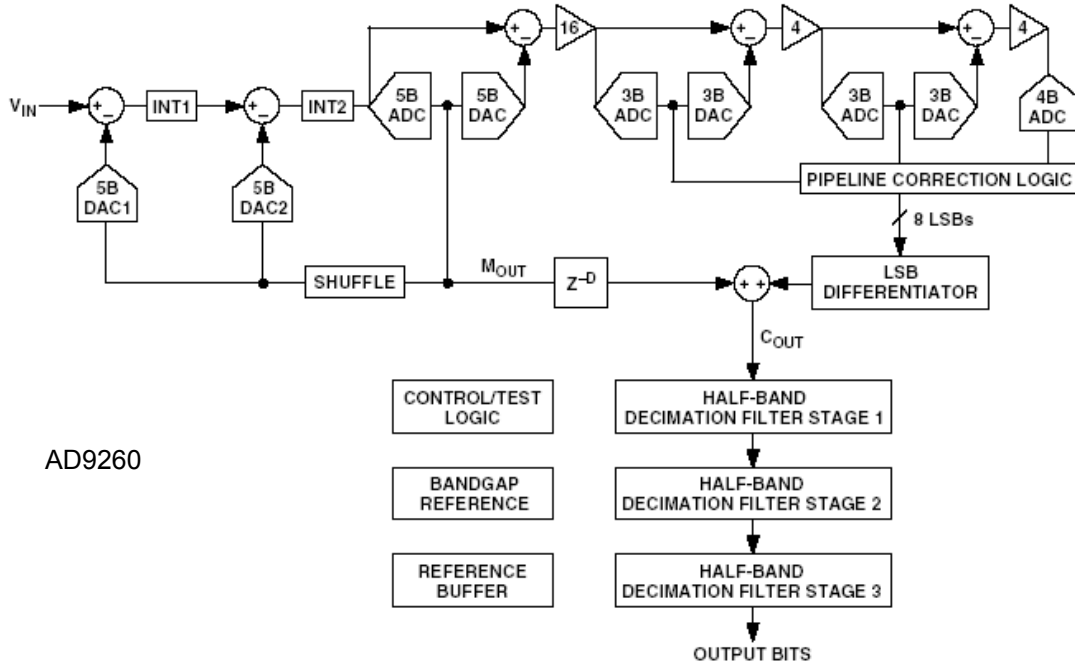 16
4
4
+
−
+
−
+
−
V_IN
+
−
INT1
+
−
INT2
5B
ADC
5B
DAC
3B
ADC
3B
DAC
3B
ADC
3B
DAC
4B
ADC
5B
DAC1
5B
DAC2
PIPELINE CORRECTION LOGIC
8 LSBs
SHUFFLE
M_OUT
Z^–D
+ +
LSB
DIFFERENTIATOR
C_OUT
CONTROL/TEST
LOGIC
HALF-BAND
DECIMATION FILTER STAGE 1
AD9260
BANDGAP
REFERENCE
HALF-BAND
DECIMATION FILTER STAGE 2
REFERENCE
BUFFER
HALF-BAND
DECIMATION FILTER STAGE 3
OUTPUT BITS